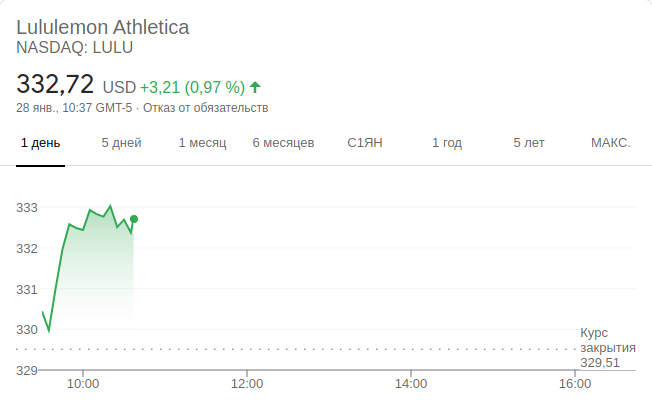 Lululemon Athletica
NASDAQ: LULU
332,72 USD +3,21 (0,97 %)
28 янв., 10:37 GMT-5 · Отказ от обязательств
1 день 5 дней 1 месяц 6 месяцев С1ЯН 1 год 5 лет МАКС.
333
332
331
330
329
Курс
закрытия
329,51
10:00 12:00 14:00 16:00